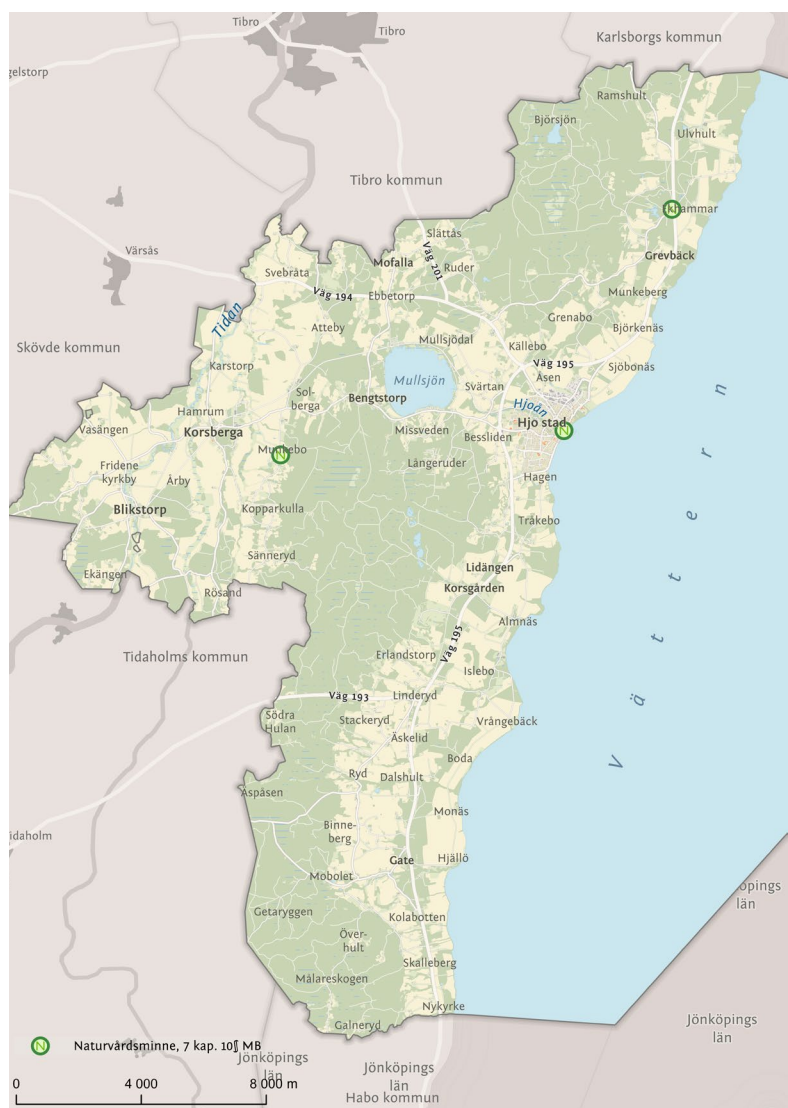 Tibro
Tibro
Karlsborgs kommun
gelstorp
Ramshult
Björsjön
Ulvhult
Tibro kommun
Ekhammar
Slättås
Väg 201
Versås
Mofalla
Ruder
Grevbäck
Svebråta
Väg 194
Ebbetorp
Munkeberg
Tidan
Atteby
Grenabo
Björkenäs
Skövde kommun
Mullsjödal
Källebo
Väg 195
Sjöbonäs
Karstorp
Åsen
Mullsjön
Svärtan
Sol-
berga
Bengtstorp
Hjoån
Hamrum
Hjo stad
Vasängen
Korsberga
Missveden
Bessliden
Munkebo
Fridene
kyrkby
Årby
Långeruder
Hagen
Blikstorp
Kopparkulla
Tråkebo
Vättern
Sänneryd
Lidängen
Ekängen
Rösand
Korsgården
Almnäs
Tidaholms kommun
Erlandstorp
Väg 195
Islebo
Väg 193
Linderyd
Södra
Hulan
Stackeryd
Vrångebäck
Äskelid
Boda
Ryd
Dalshult
Aspåsen
Monäs
idaholm
Binne-
berg
Gate
Hjällö
Mobolet
öpings
län
Getaryggen
Kolabotten
Över-
hult
Skalleberg
Målareskogen
Nykyrke
Galneryd
Jönköpings
län
Naturvårdsminne, 7 kap. 10§ MB
Jönköpings
län
Jönköpings
län
Habo kommun
0 4 000 8 000 m